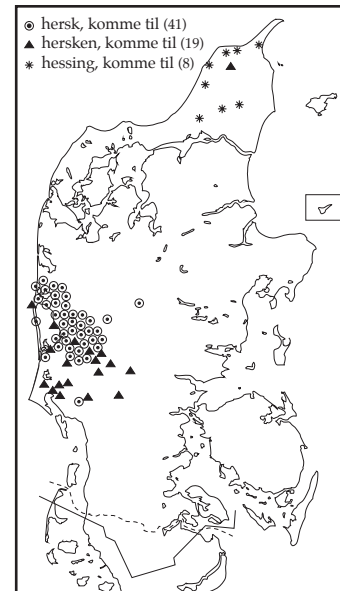 hersk, komme til (41)
hersken, komme til (19)
hessing, komme til (8)